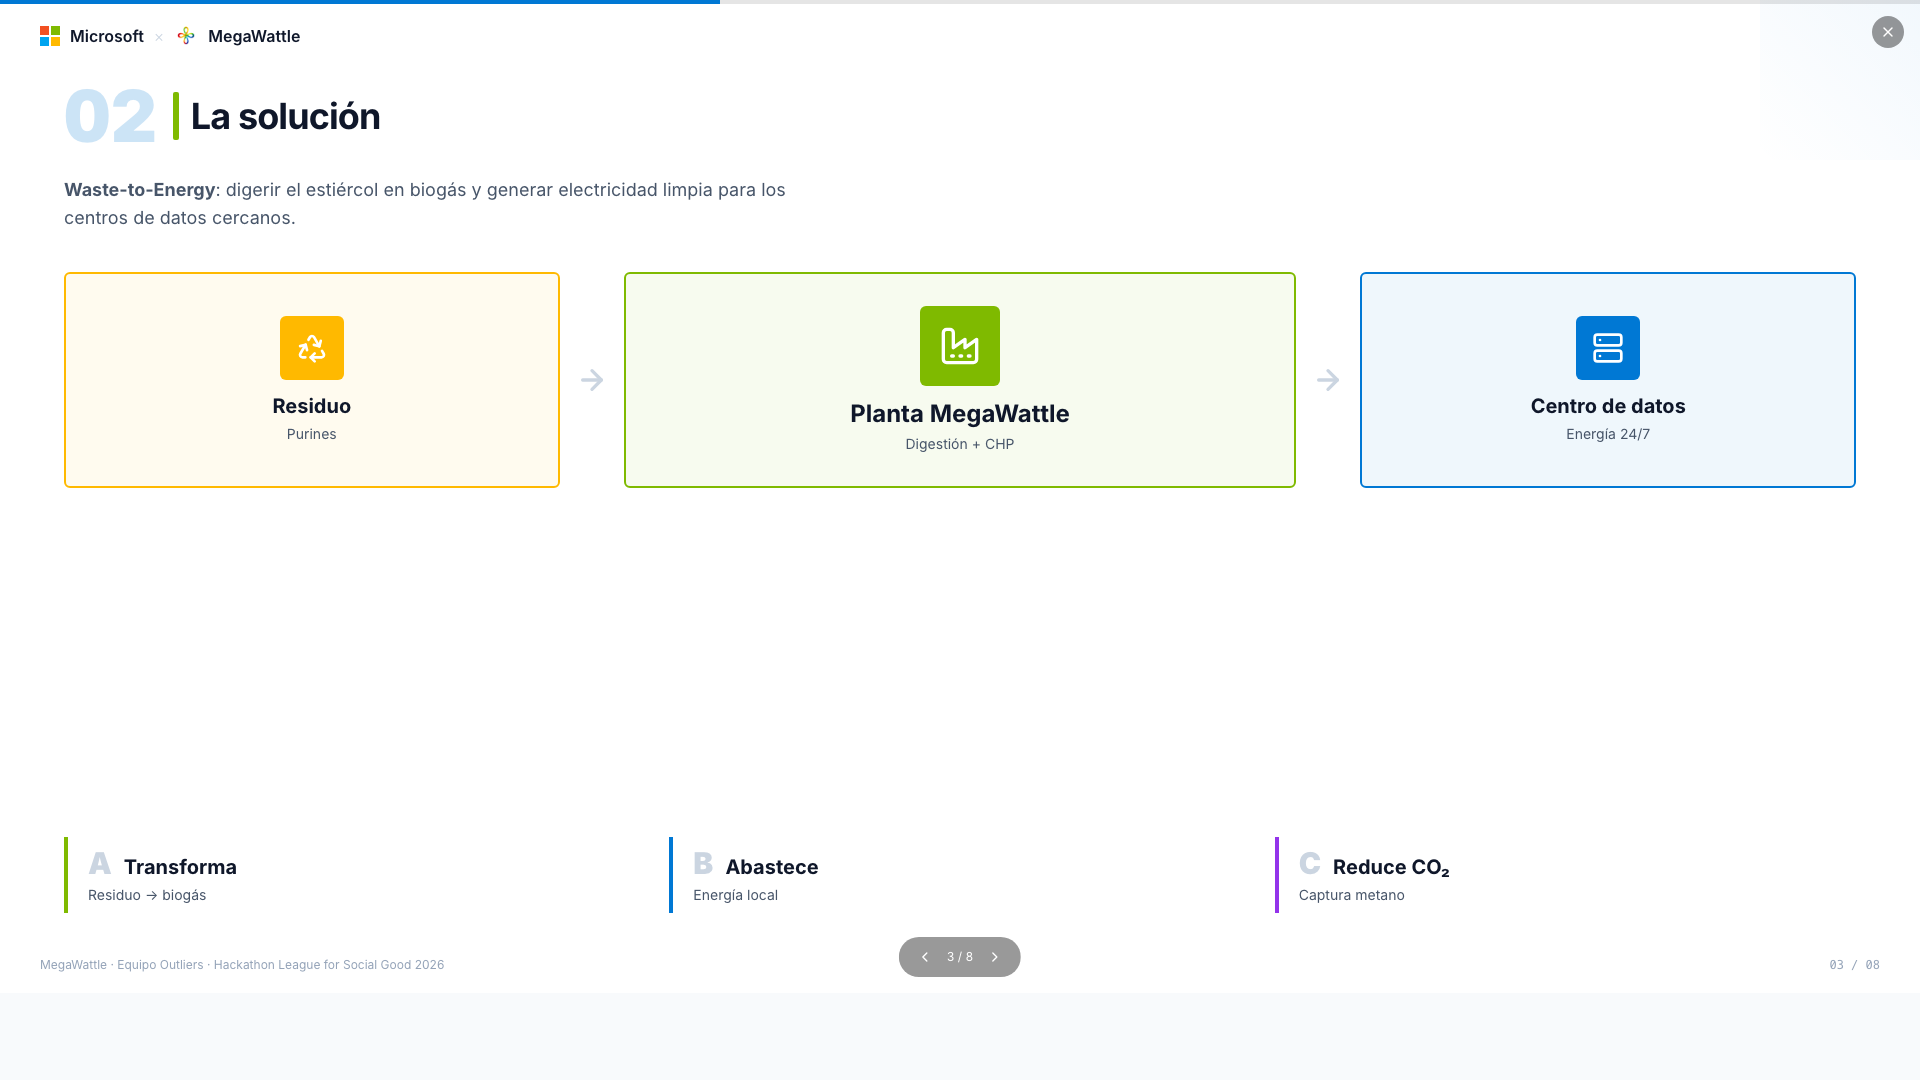 Microsoft × MegaWattle
02 La solución
Waste-to-Energy: digerir el estiércol en biogás y generar electricidad limpia para los
centros de datos cercanos.
Residuo
Purines
Planta MegaWattle
Digestión + CHP
Centro de datos
Energía 24/7
A Transforma
Residuo → biogás
B Abastece
Energía local
C Reduce CO₂
Captura metano
MegaWattle · Equipo Outliers · Hackathon League for Social Good 2026
3 / 8
03 / 08